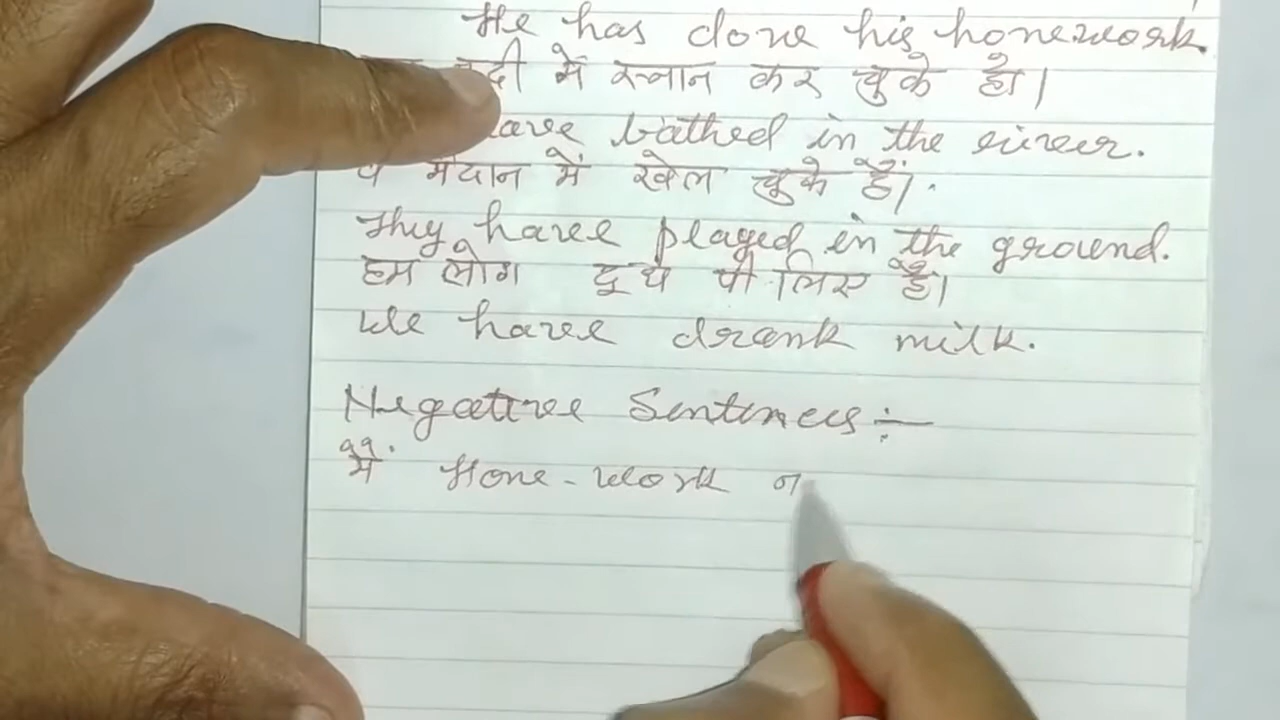 He has done his homework.
नदी में स्नान कर चुके हो।
have bathed in the river.
वे मैदान में खेल चुके हैं।
They have played in the ground.
हम लोग दूध पी लिए हैं।
We have drank milk.
Negative Sentences:-
मैं Home-Work न